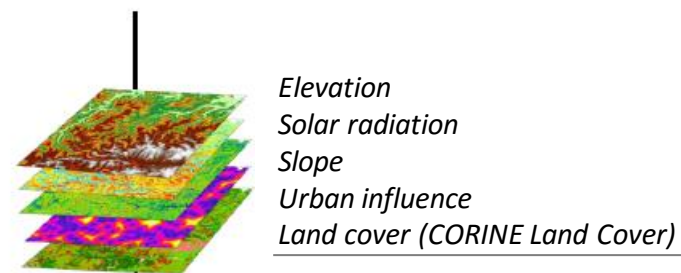 Elevation
Solar radiation
Slope
Urban influence
Land cover (CORINE Land Cover)